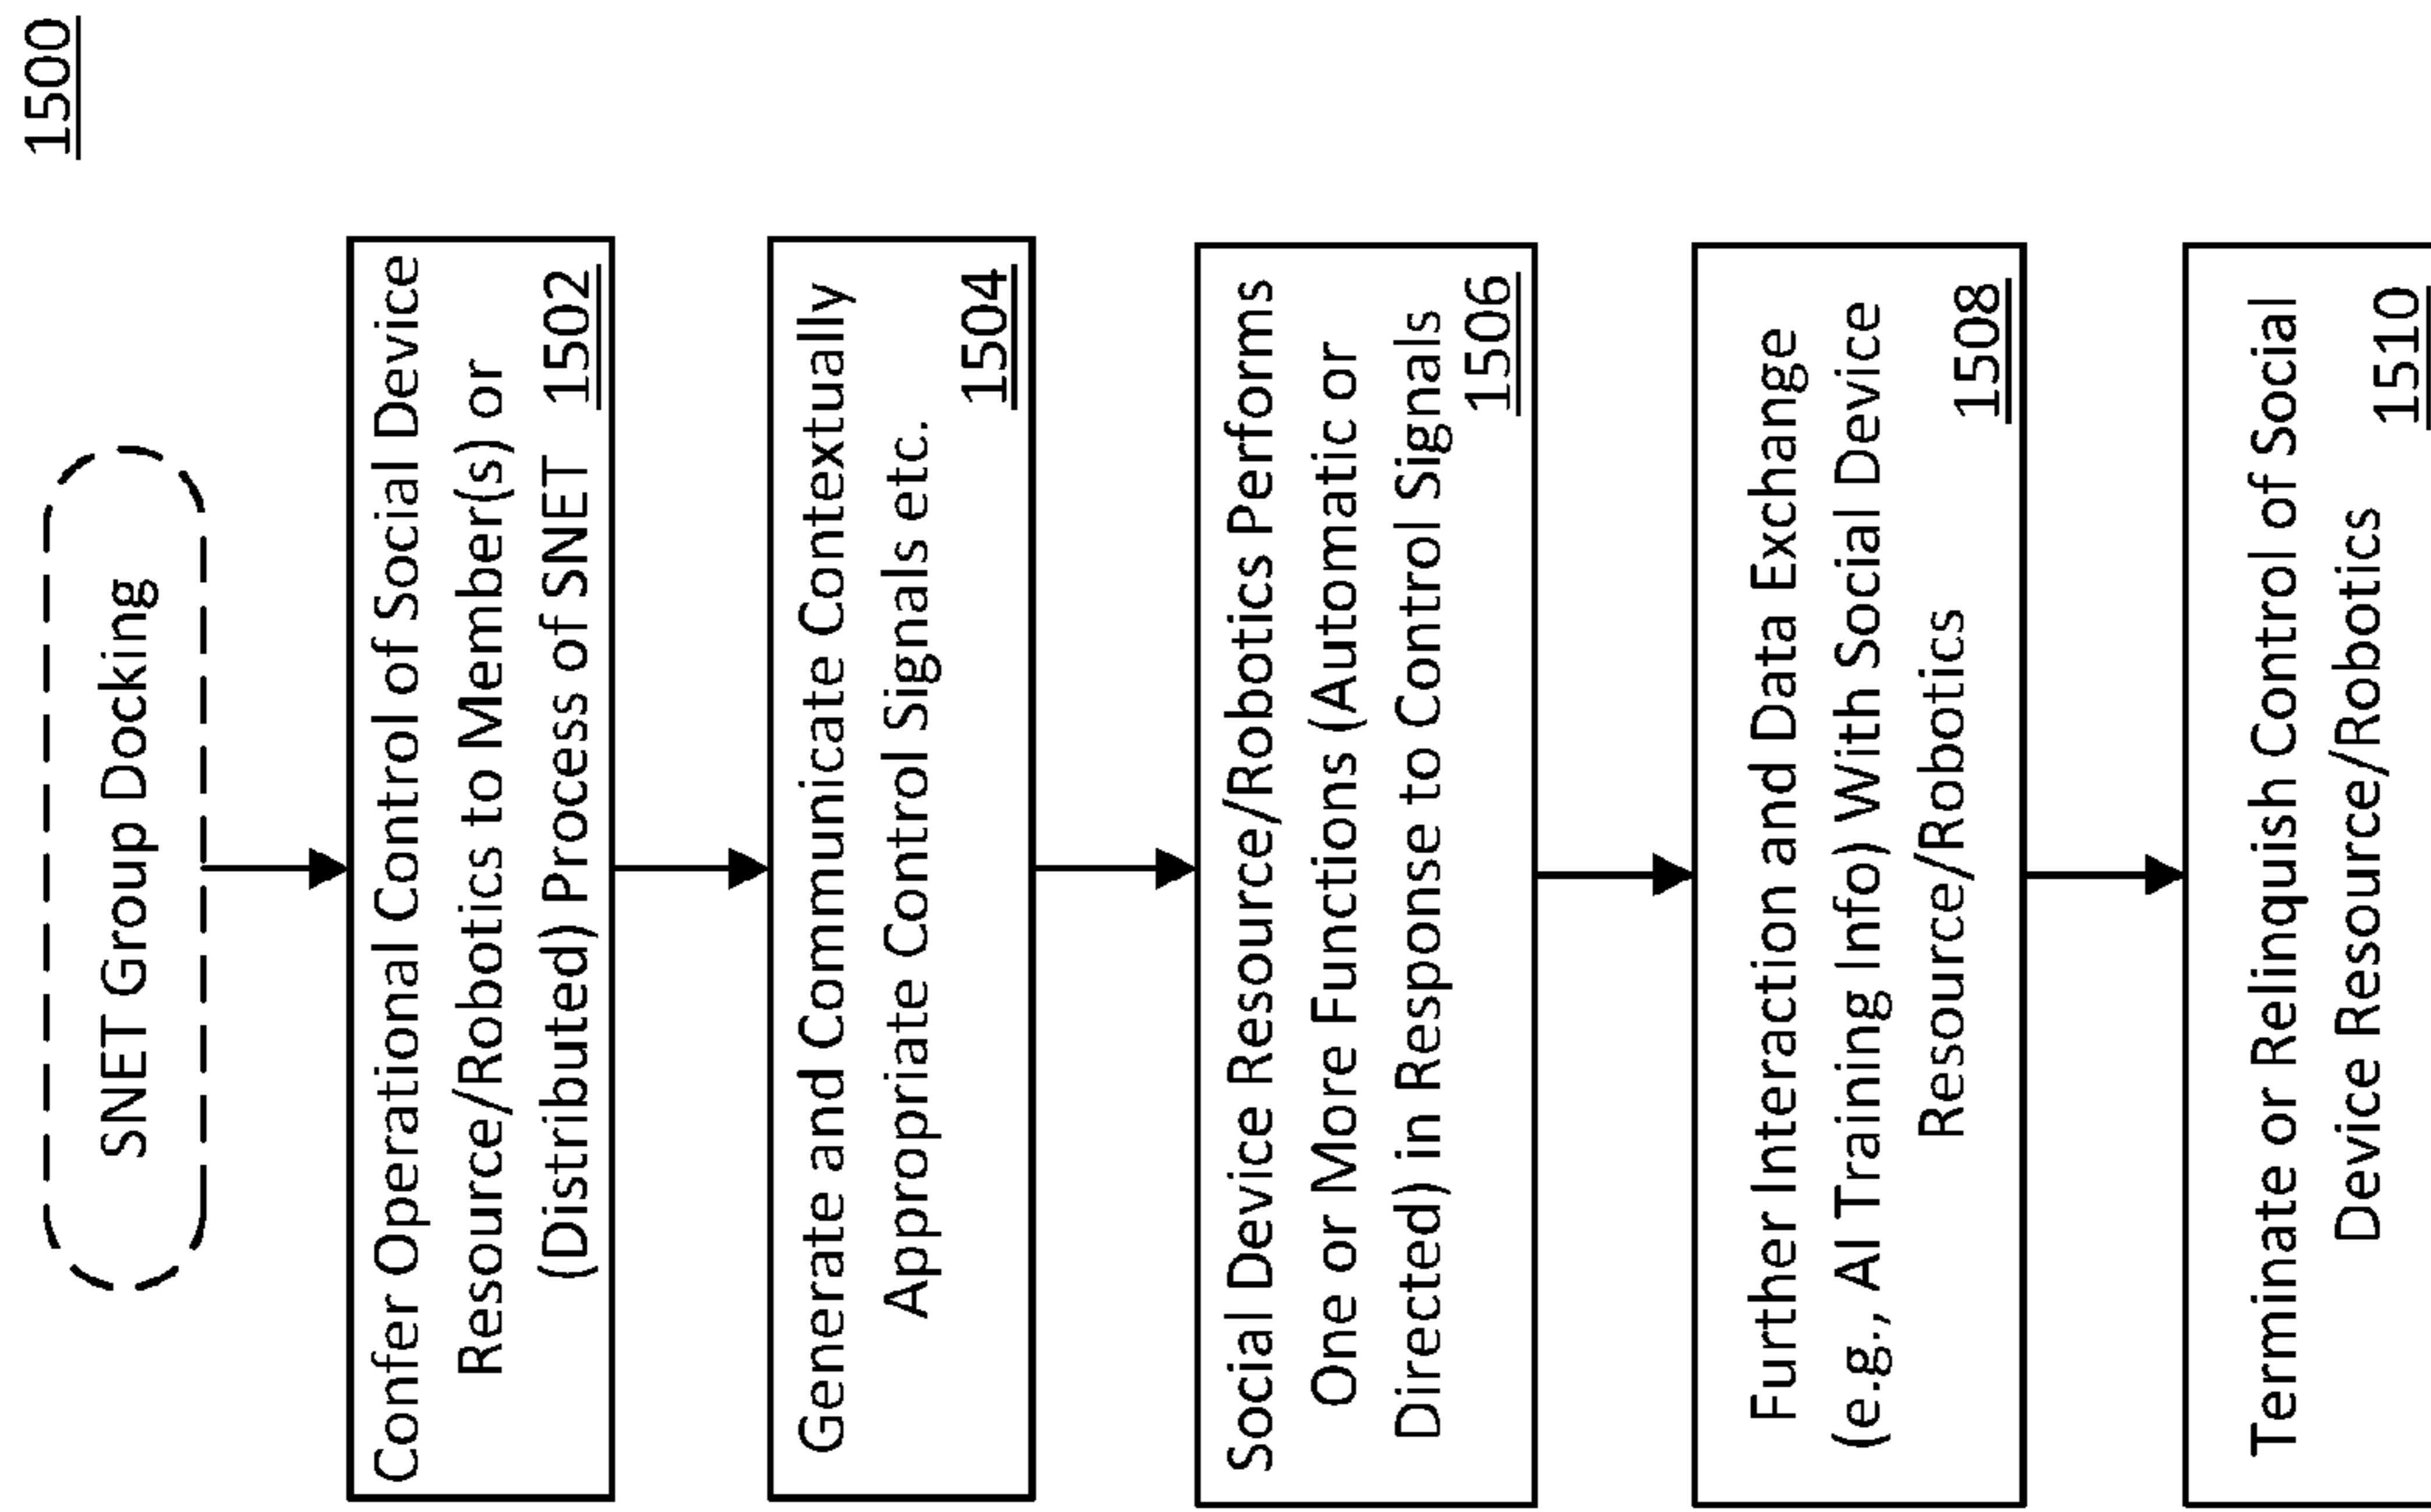 1500
SNET Group Docking
Confer Operational Control of Social Device
Resource/Robotics to Member(s) or
(Distributed) Process of SNET 1502
Generate and Communicate Contextually
Appropriate Control Signals etc.
1504
Social Device Resource/Robotics Performs
One or More Functions (Automatic or
Directed) in Response to Control Signals
1506
Further Interaction and Data Exchange
(e.g., AI Training Info) With Social Device
Resource/Robotics
1508
Terminate or Relinquish Control of Social
Device Resource/Robotics
1510